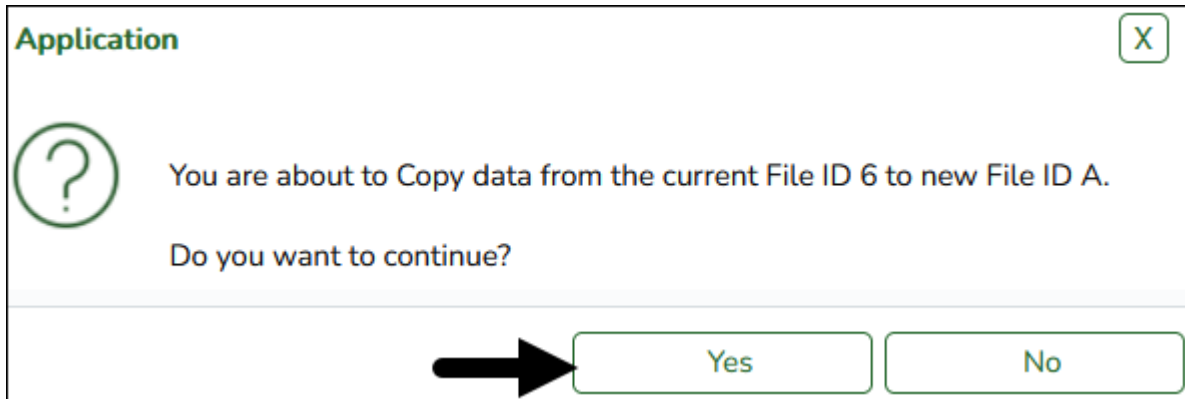 Application
X
?
You are about to Copy data from the current File ID 6 to new File ID A.
Do you want to continue?
Yes
No